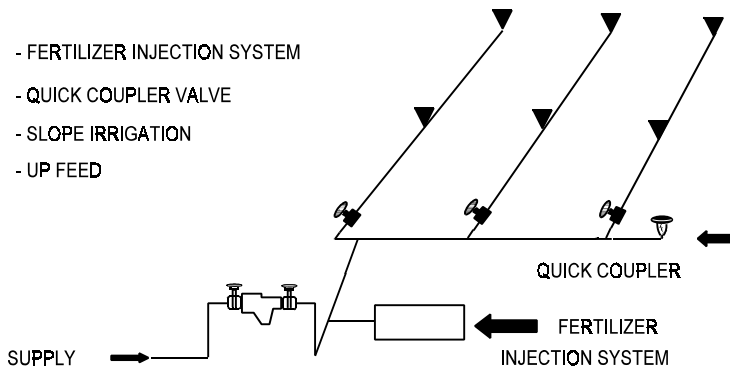 - FERTILIZER INJECTION SYSTEM
- QUICK COUPLER VALVE
- SLOPE IRRIGATION
- UP FEED
QUICK COUPLER
FERTILIZER
INJECTION SYSTEM
SUPPLY